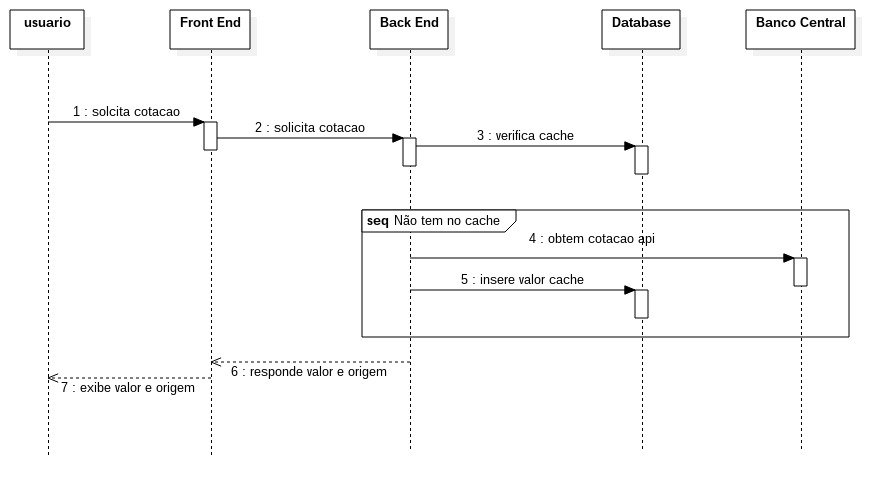 usuario
Front End
Back End
Database
Banco Central
1 : solcita cotacao
2 : solicita cotacao
3 : verifica cache
seq Não tem no cache
4 : obtem cotacao api
5 : insere valor cache
6 : responde valor e origem
7 : exibe valor e origem